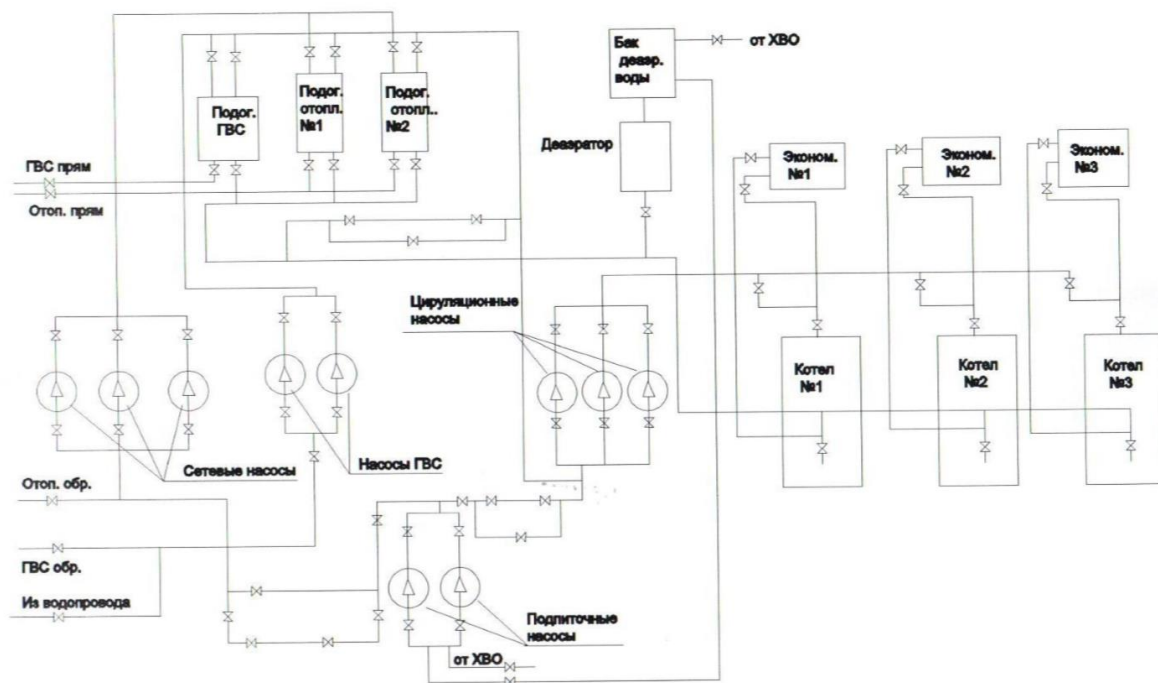 Бак
деаэр.
воды
от ХВО
Подог.
ГВС
Подог.
отопл.
№1
Подог.
отопл..
№2
Деаэратор
Эконом.
№1
Эконом.
№2
Эконом.
№3
ГВС прям
Отоп. прям
Цируляционные
насосы
Котел
№1
Котел
№2
Котел
№3
Сетевые насосы
Насосы ГВС
Отоп. обр.
ГВС обр.
Из водопровода
Подпиточные
насосы
от ХВО